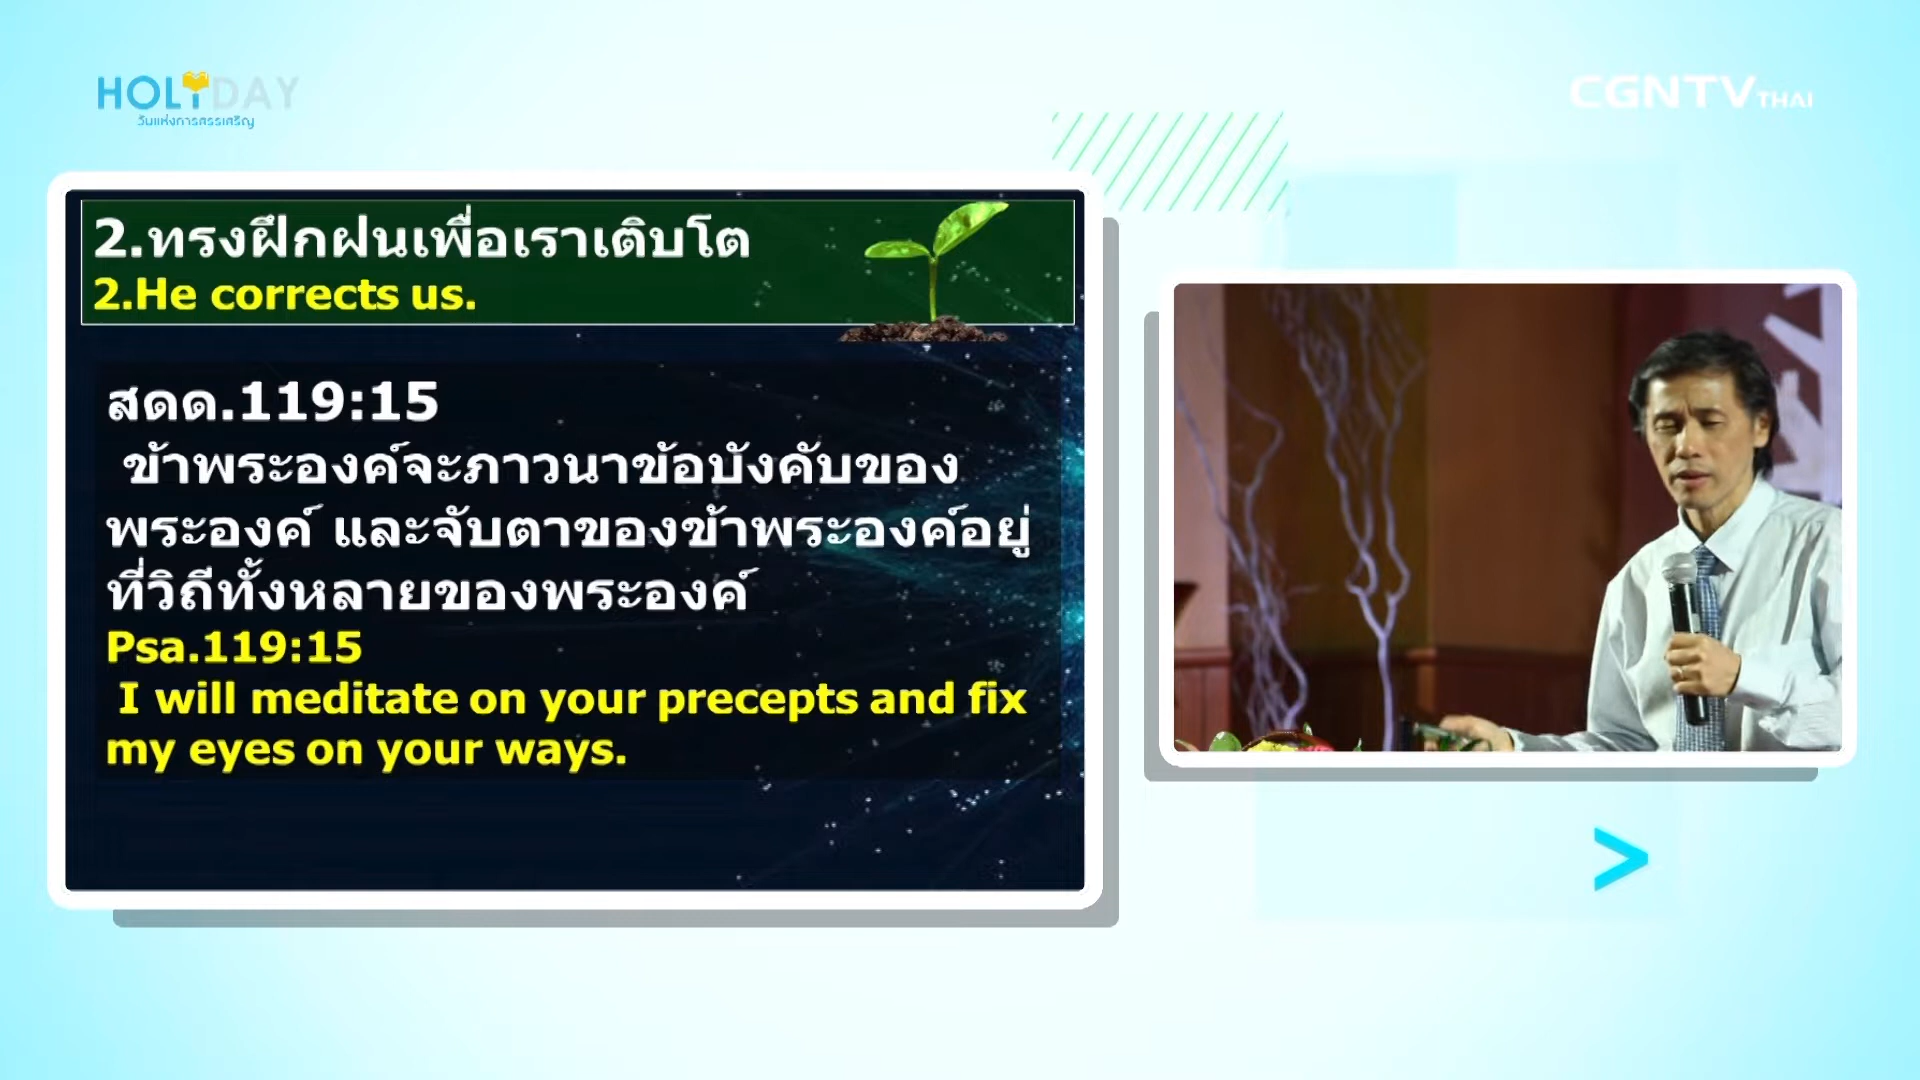 HOLYDAY
วันแห่งการสรรเสริญ
CGNTV THAI
2.ทรงฝึกฝนเพื่อเราเติบโต
2.He corrects us.
สดด.119:15
ข้าพระองค์จะภาวนาข้อบังคับของ
พระองค์ และจับตาของข้าพระองค์อยู่
ที่วิถีทั้งหลายของพระองค์
Psa.119:15
I will meditate on your precepts and fix
my eyes on your ways.